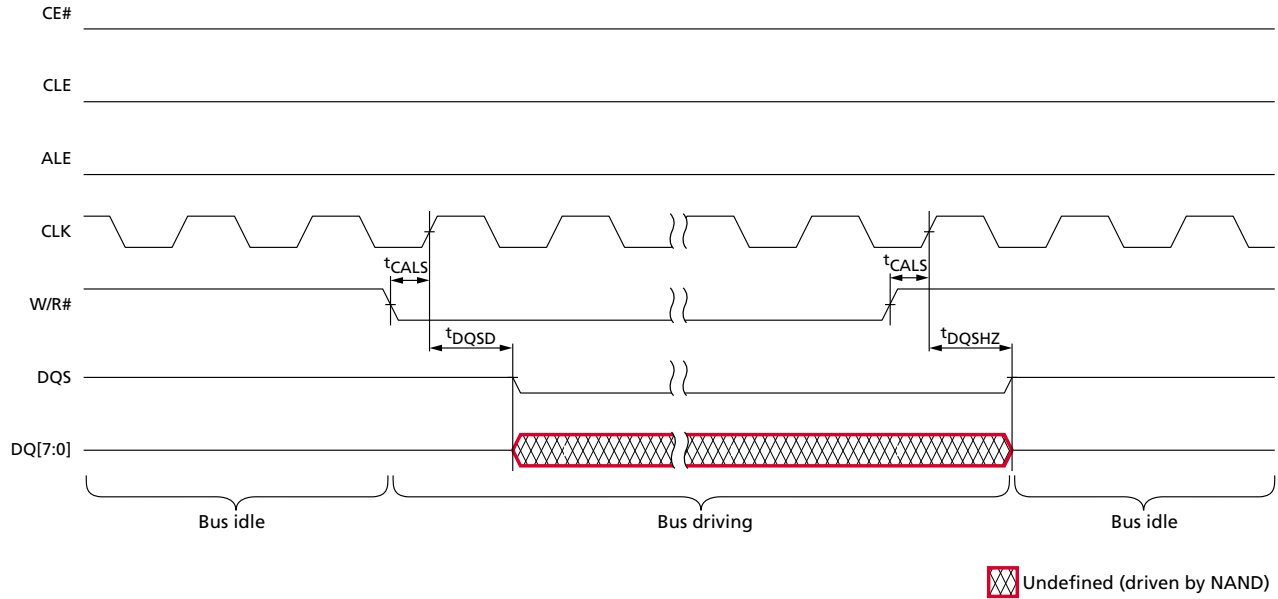 CE#
CLE
ALE
CLK
tCALS
tCALS
W/R#
tDQSD
tDQSHZ
DQS
DQ[7:0]
Bus idle
Bus driving
Bus idle
Undefined (driven by NAND)